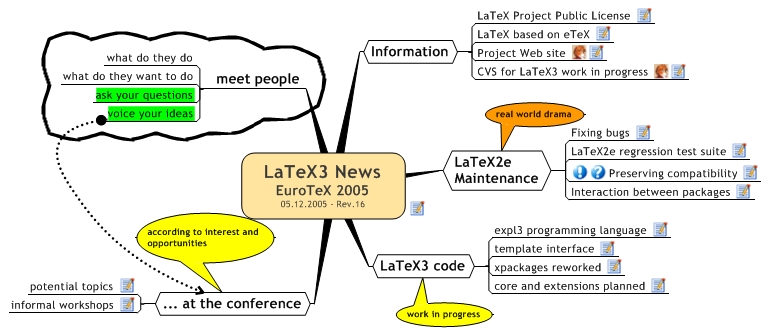 LaTeX3 News
EuroTeX 2005
05.12.2005 - Rev.16
meet people
what do they do
what do they want to do
ask your questions
voice your ideas
Information
LaTeX Project Public License
LaTeX based on eTeX
Project Web site
CVS for LaTeX3 work in progress
real world drama
LaTeX2e
Maintenance
Fixing bugs
LaTeX2e regression test suite
! ? Preserving compatibility
Interaction between packages
LaTeX3 code
expl3 programming language
template interface
xpackages reworked
core and extensions planned
work in progress
according to interest and
opportunities
... at the conference
potential topics
informal workshops